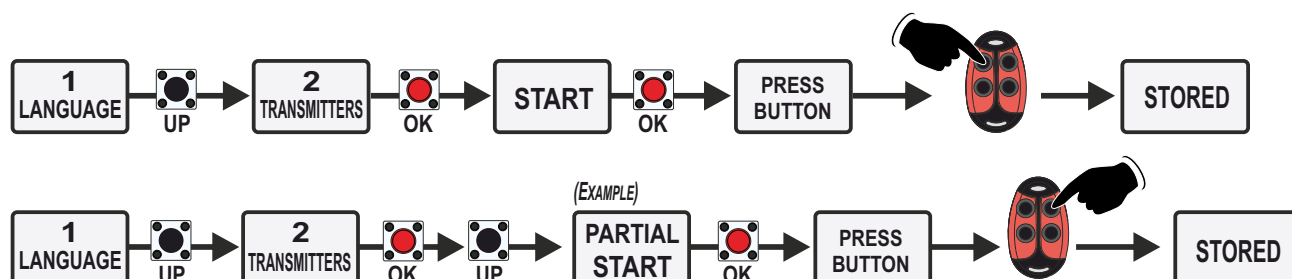 1
LANGUAGE
UP
2
TRANSMITTERS
OK
START
OK
PRESS
BUTTON
STORED
(EXAMPLE)
1
LANGUAGE
UP
2
TRANSMITTERS
OK
UP
PARTIAL
START
OK
PRESS
BUTTON
STORED